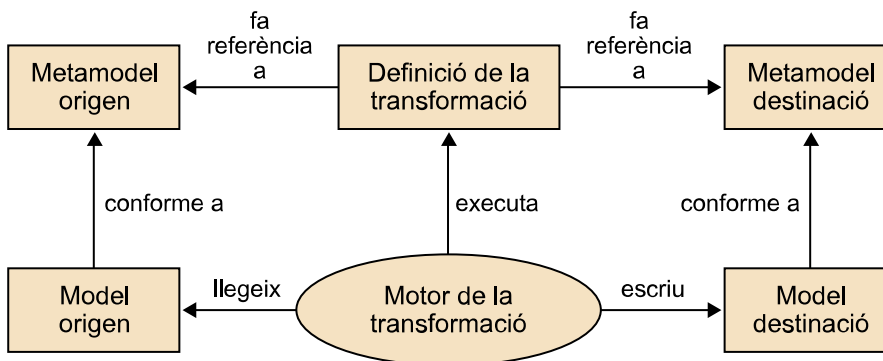 fa
referència
a
fa
referència
a
Metamodel
origen
Definició de la
transformació
Metamodel
destinació
conforme a
executa
conforme a
llegeix
escriu
Model
origen
Motor de la
transformació
Model
destinació